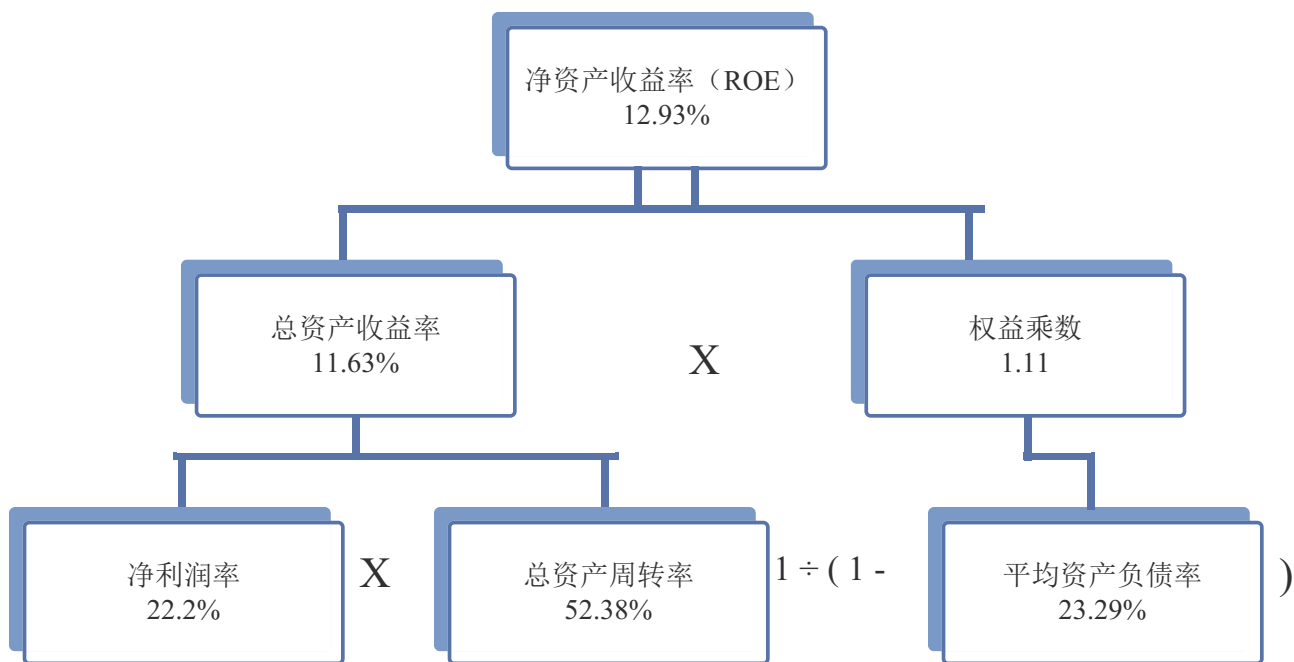 净资产收益率（ROE）
12.93%
总资产收益率
11.63%
X
权益乘数
1.11
净利润率
22.2%
X
总资产周转率
52.38%
1 ÷ ( 1 -
平均资产负债率
23.29%
)